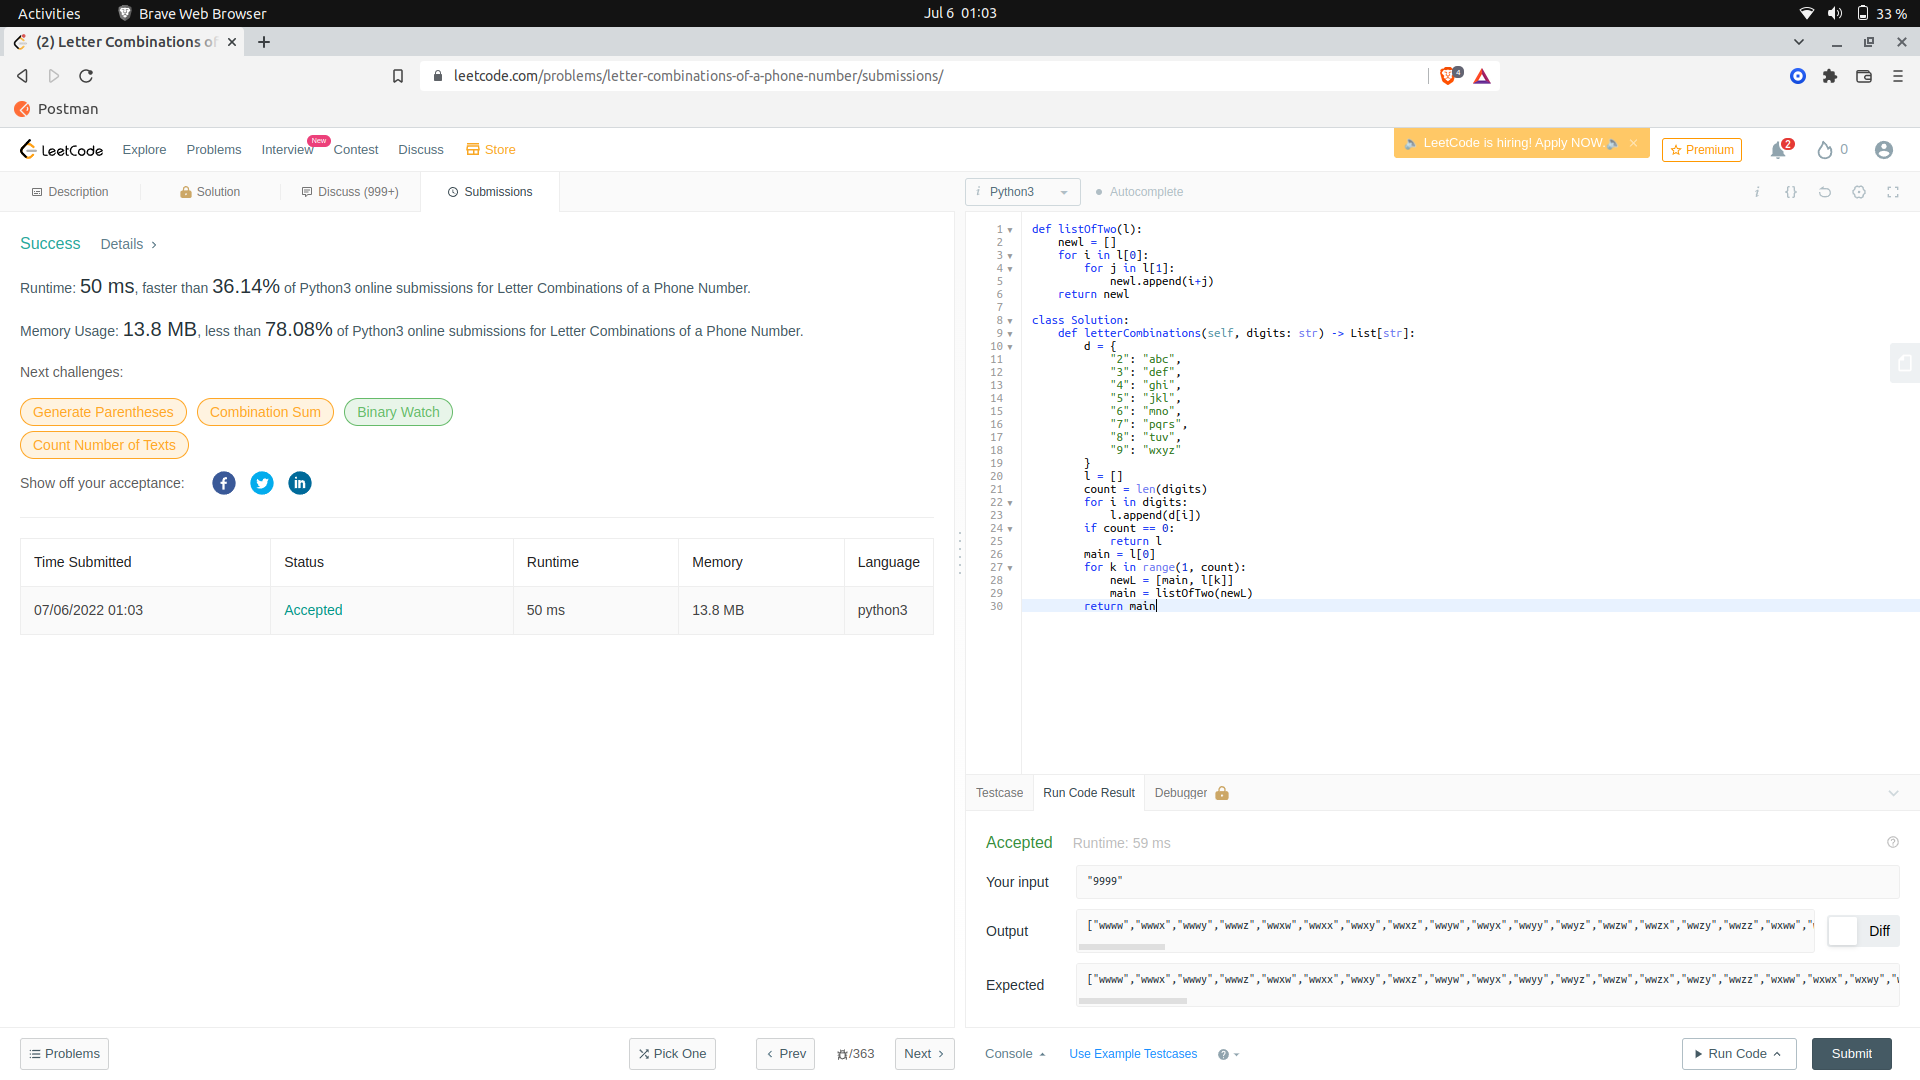 Activities
Brave Web Browser
Jul 6 01:03
33 %
(2) Letter Combinations of
leetcode.com/problems/letter-combinations-of-a-phone-number/submissions/
4
Postman
LeetCode
Explore
Problems
Interview
New
Contest
Discuss
Store
LeetCode is hiring! Apply NOW.
Premium
2
0
Description
Solution
Discuss (999+)
Submissions
i Python3
Autocomplete
i {}
Success
Details
Runtime: 50 ms, faster than 36.14% of Python3 online submissions for Letter Combinations of a Phone Number.
Memory Usage: 13.8 MB, less than 78.08% of Python3 online submissions for Letter Combinations of a Phone Number.
Next challenges:
Generate Parentheses
Combination Sum
Binary Watch
Count Number of Texts
Show off your acceptance:
Time Submitted Status Runtime Memory Language
07/06/2022 01:03 Accepted 50 ms 13.8 MB python3
1 def listOfTwo(l):
2     newl = []
3     for i in l[0]:
4         for j in l[1]:
5             newl.append(i+j)
6     return newl
7
8 class Solution:
9     def letterCombinations(self, digits: str) -> List[str]:
10         d = {
11             "2": "abc",
12             "3": "def",
13             "4": "ghi",
14             "5": "jkl",
15             "6": "mno",
16             "7": "pqrs",
17             "8": "tuv",
18             "9": "wxyz"
19         }
20         l = []
21         count = len(digits)
22         for i in digits:
23             l.append(d[i])
24         if count == 0:
25             return l
26         main = l[0]
27         for k in range(1, count):
28             newL = [main, l[k]]
29             main = listOfTwo(newL)
30         return main
Testcase
Run Code Result
Debugger
Accepted
Runtime: 59 ms
Your input
"9999"
Output
["wwww","wwwx","wwwy","wwwz","wwxw","wwxx","wwxy","wwxz","wwyw","wwyx","wwyy","wwyz","wwzw","wwzx","wwzy","wwzz","wxww","
Diff
Expected
["wwww","wwwx","wwwy","wwwz","wwxw","wwxx","wwxy","wwxz","wwyw","wwyx","wwyy","wwyz","wwzw","wwzx","wwzy","wwzz","wxww","wxwx","wxwy","
Problems
Pick One
Prev
/363
Next
Console
Use Example Testcases
Run Code
Submit